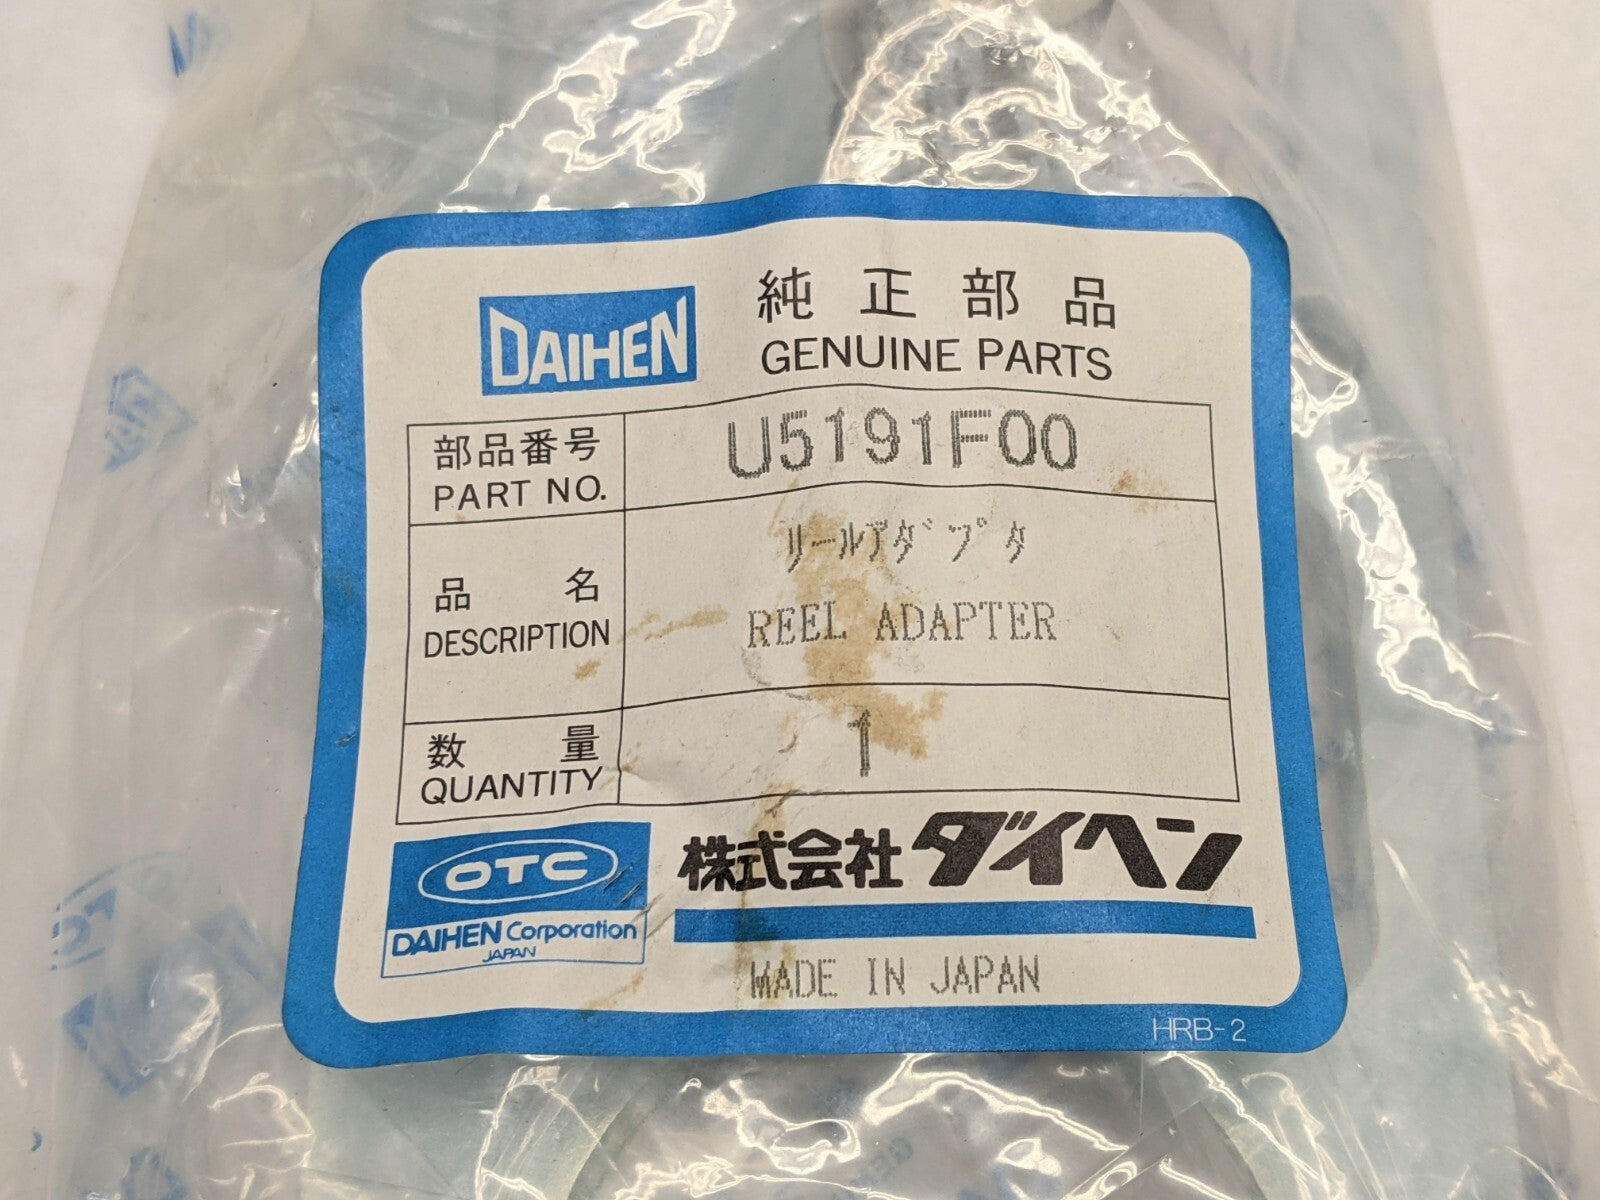 DAIHEN
純正部品
GENUINE PARTS
部品番号
PART NO.
U5191F00
品名
DESCRIPTION
リールアダプタ
REEL ADAPTER
数量
QUANTITY
1
OTC
DAIHEN Corporation
JAPAN
株式会社ダイヘン
MADE IN JAPAN
HRB-2